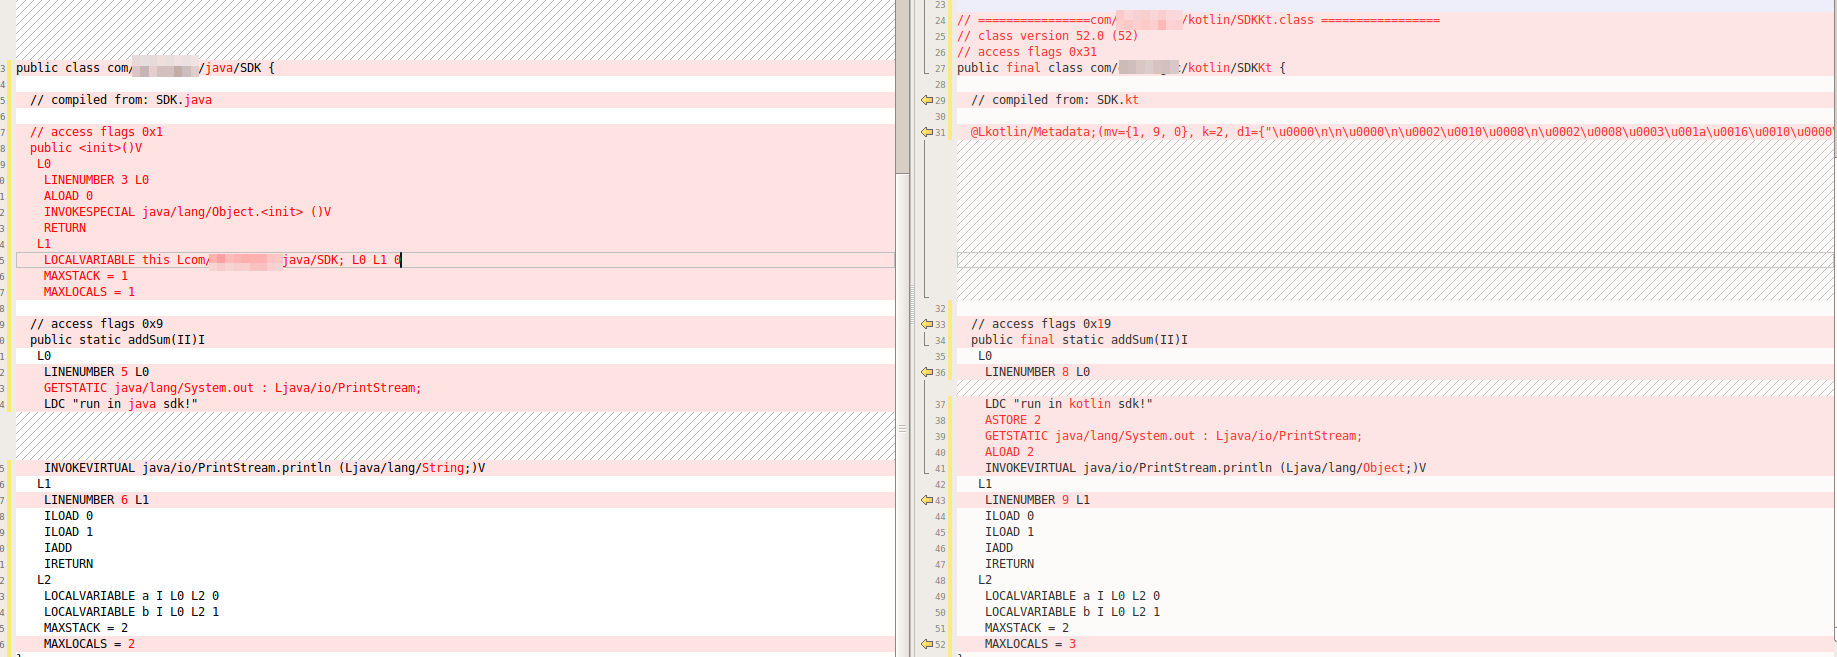 3 public class com/ /java/SDK {
4
5 // compiled from: SDK.java
6
7 // access flags 0x1
8 public <init>()V
9 L0
0 LINENUMBER 3 L0
1 ALOAD 0
2 INVOKESPECIAL java/lang/Object.<init> ()V
3 RETURN
4 L1
5 LOCALVARIABLE this Lcom/ java/SDK; L0 L1 0
6 MAXSTACK = 1
7 MAXLOCALS = 1
8
9 // access flags 0x9
0 public static addSum(II)I
1 L0
2 LINENUMBER 5 L0
3 GETSTATIC java/lang/System.out : Ljava/io/PrintStream;
4 LDC "run in java sdk!"
5 INVOKEVIRTUAL java/io/PrintStream.println (Ljava/lang/String;)V
6 L1
7 LINENUMBER 6 L1
8 ILOAD 0
9 ILOAD 1
0 IADD
1 IRETURN
2 L2
3 LOCALVARIABLE a I L0 L2 0
4 LOCALVARIABLE b I L0 L2 1
5 MAXSTACK = 2
6 MAXLOCALS = 2
23
24 // ================com/ /kotlin/SDKKt.class =================
25 // class version 52.0 (52)
26 // access flags 0x31
27 public final class com/ /kotlin/SDKKt {
28
29 // compiled from: SDK.kt
30
31 @Lkotlin/Metadata;(mv={1, 9, 0}, k=2, d1={"\u0000\n\n\u0000\n\u0002\u0010\u0008\n\u0002\u0008\u0003\u001a\u0016\u0010\u0000
32
33 // access flags 0x19
34 public final static addSum(II)I
35 L0
36 LINENUMBER 8 L0
37 LDC "run in kotlin sdk!"
38 ASTORE 2
39 GETSTATIC java/lang/System.out : Ljava/io/PrintStream;
40 ALOAD 2
41 INVOKEVIRTUAL java/io/PrintStream.println (Ljava/lang/Object;)V
42 L1
43 LINENUMBER 9 L1
44 ILOAD 0
45 ILOAD 1
46 IADD
47 IRETURN
48 L2
49 LOCALVARIABLE a I L0 L2 0
50 LOCALVARIABLE b I L0 L2 1
51 MAXSTACK = 2
52 MAXLOCALS = 3